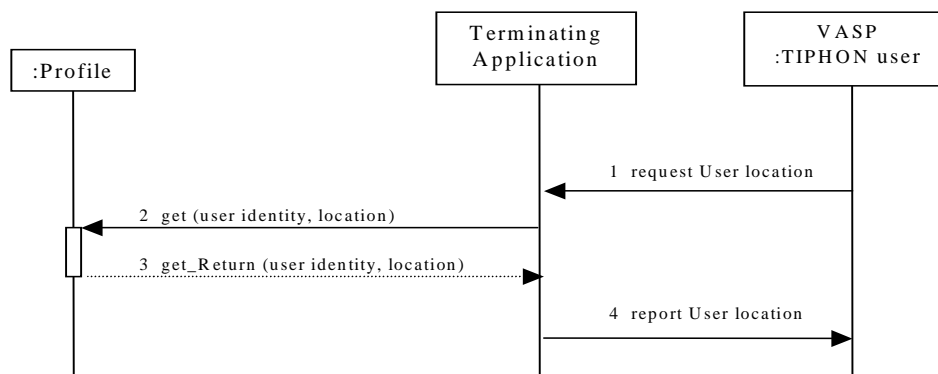 :Profile
Terminating
Application
VASP
:TIPHON user
1 request User location
2 get (user identity, location)
3 get_Return (user identity, location)
4 report User location